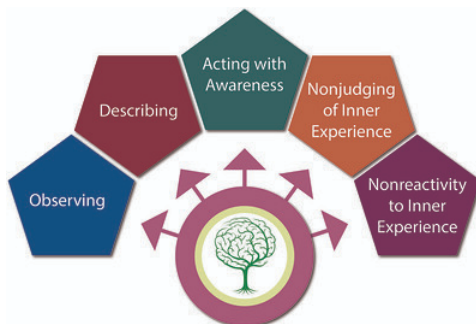 Observing
Describing
Acting with
Awareness
Nonjudging
of Inner
Experience
Nonreactivity
to Inner
Experience